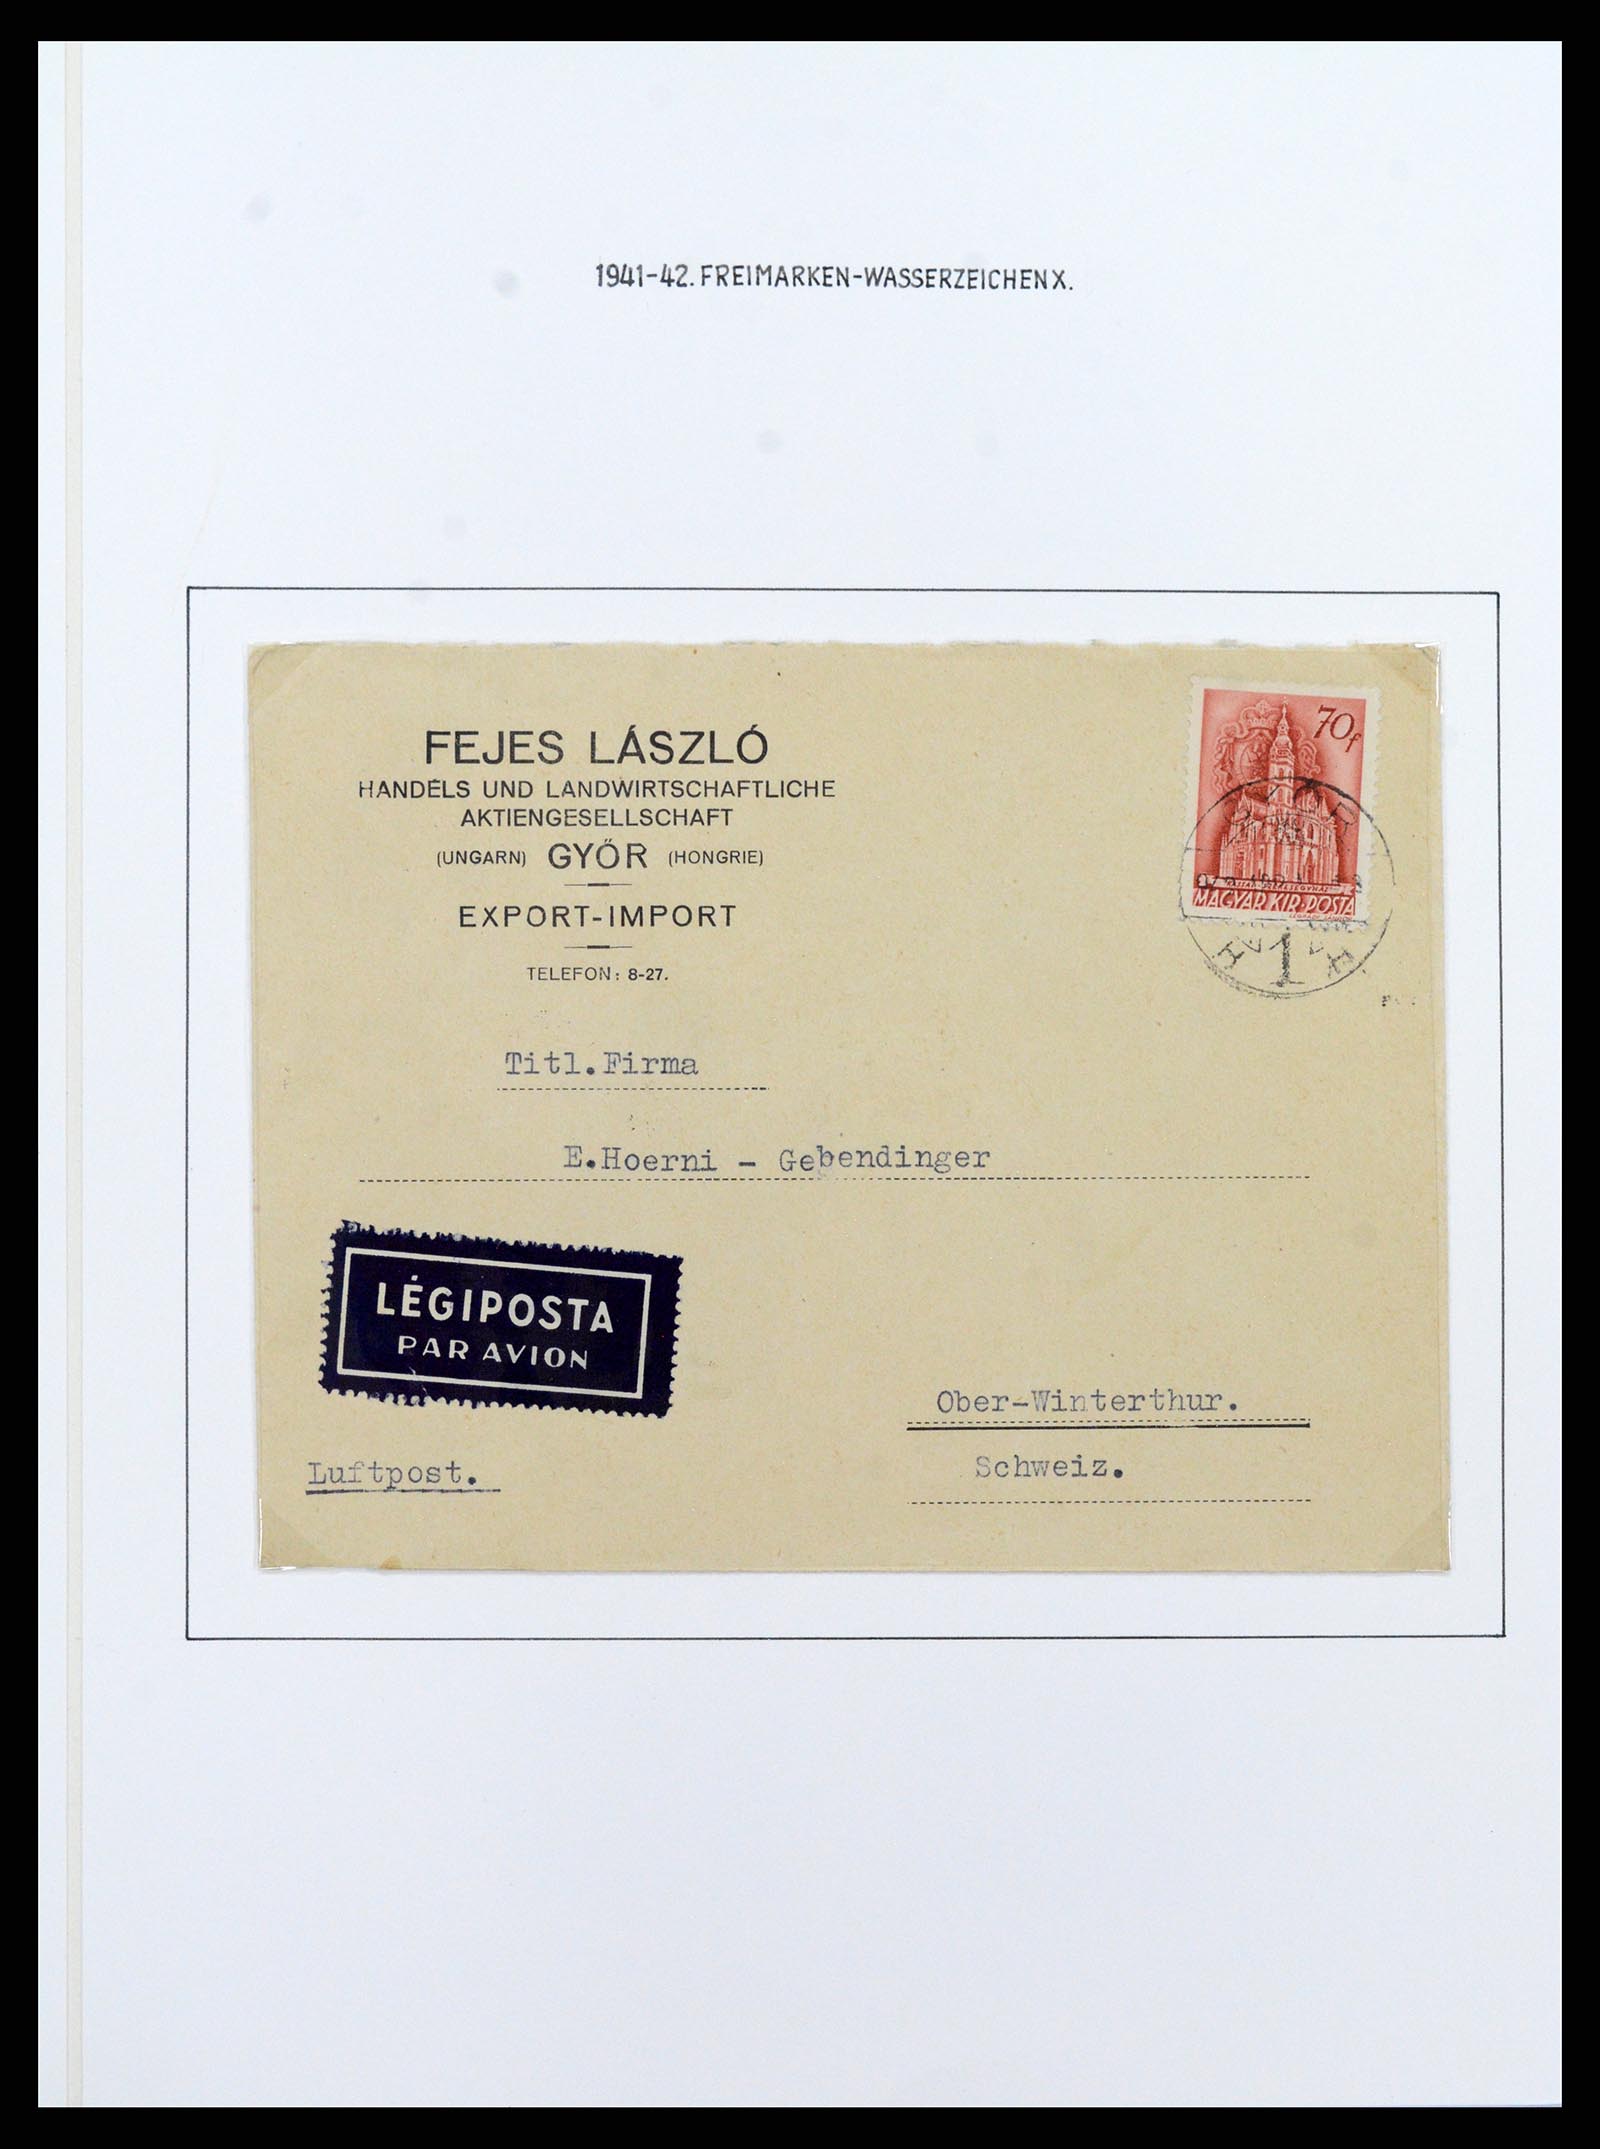 1941-42. FREIMARKEN-WASSERZEICHEN X.
FEJES LÁSZLÓ
HANDELS UND LANDWIRTSCHAFTLICHE
AKTIENGESELLSCHAFT
(UNGARN) GYŐR (HONGRIE)
EXPORT-IMPORT
TELEFON: 8-27.
70f
MAGYAR KIR. POSTA
1
Titl.Firma
E.Hoerni - Gebendinger
LÉGIPOSTA
PAR AVION
Ober-Winterthur.
Luftpost.
Schweiz.